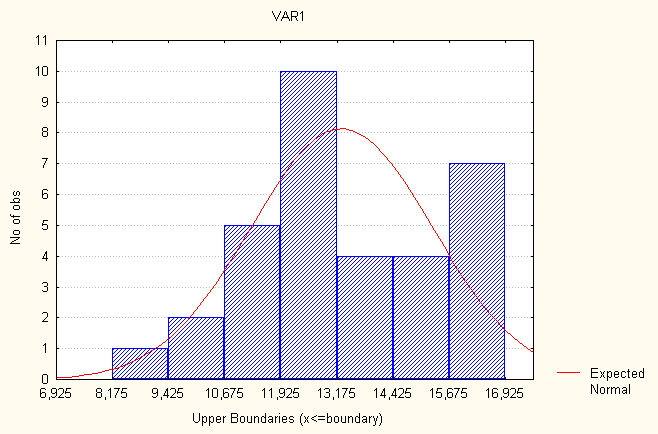 VAR1
11
10
9
8
7
6
5
4
3
2
1
0
No of obs
6,925 8,175 9,425 10,675 11,925 13,175 14,425 15,675 16,925
Upper Boundaries (x<=boundary)
Expected
Normal